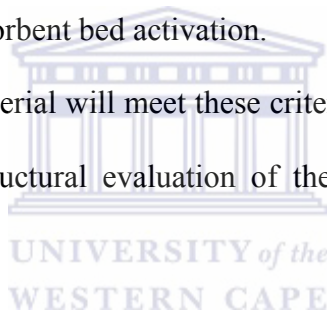 orbent bed activation.
erial will meet these crite
uctural evaluation of the
UNIVERSITY of the
WESTERN CAPE